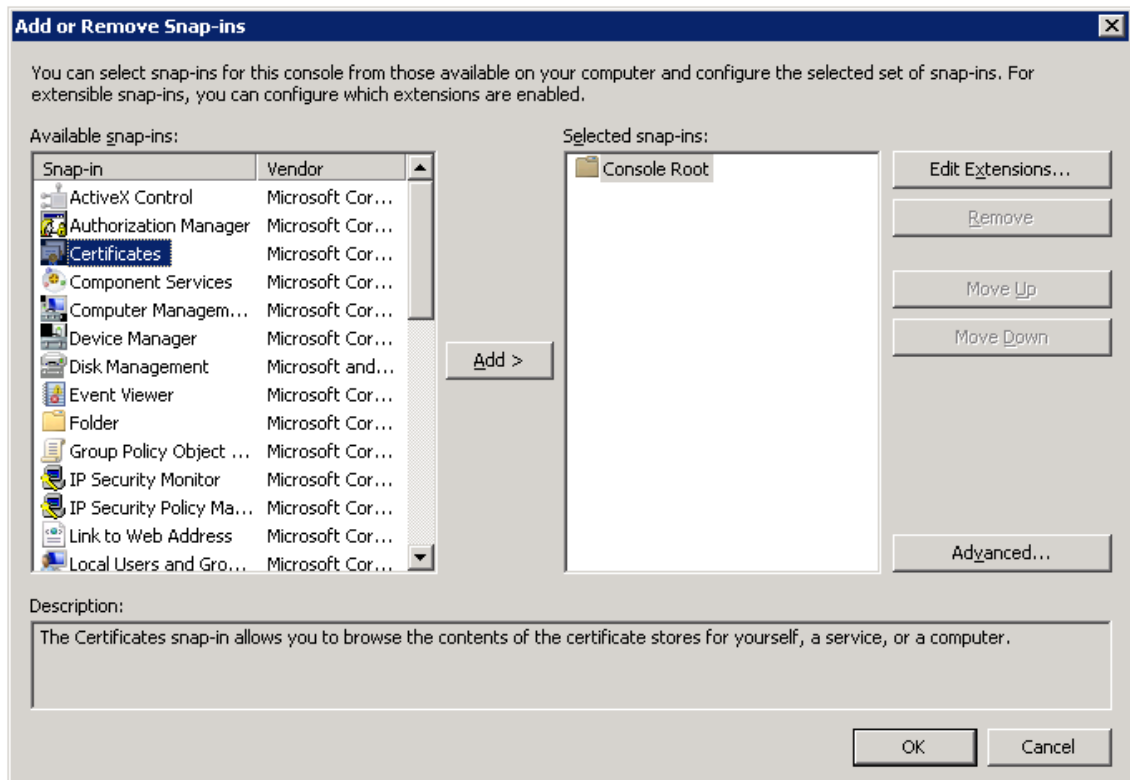 Add or Remove Snap-ins
You can select snap-ins for this console from those available on your computer and configure the selected set of snap-ins. For
extensible snap-ins, you can configure which extensions are enabled.
Available snap-ins:
Snap-in Vendor
ActiveX Control Microsoft Cor...
Authorization Manager Microsoft Cor...
Certificates Microsoft Cor...
Component Services Microsoft Cor...
Computer Managem... Microsoft Cor...
Device Manager Microsoft Cor...
Disk Management Microsoft and...
Event Viewer Microsoft Cor...
Folder Microsoft Cor...
Group Policy Object ... Microsoft Cor...
IP Security Monitor Microsoft Cor...
IP Security Policy Ma... Microsoft Cor...
Link to Web Address Microsoft Cor...
Local Users and Gro... Microsoft Cor...
Add >
Selected snap-ins:
Console Root
Edit Extensions...
Remove
Move Up
Move Down
Advanced...
Description:
The Certificates snap-in allows you to browse the contents of the certificate stores for yourself, a service, or a computer.
OK Cancel